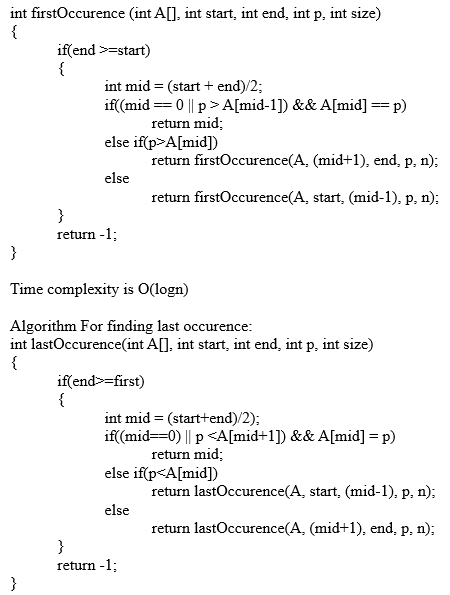 int firstOccurence (int A[], int start, int end, int p, int size)
{
if(end >=start)
{
int mid = (start + end)/2;
if((mid == 0 || p > A[mid-1]) && A[mid] == p)
return mid;
else if(p>A[mid])
return firstOccurence(A, (mid+1), end, p, n);
else
return firstOccurence(A, start, (mid-1), p, n);
}
return -1;
}
Time complexity is O(logn)
Algorithm For finding last occurence:
int lastOccurence(int A[], int start, int end, int p, int size)
{
if(end>=first)
{
int mid = (start+end)/2);
if((mid==0) || p <A[mid+1]) && A[mid] = p)
return mid;
else if(p<A[mid])
return lastOccurence(A, start, (mid-1), p, n);
else
return lastOccurence(A, (mid+1), end, p, n);
}
return -1;
}